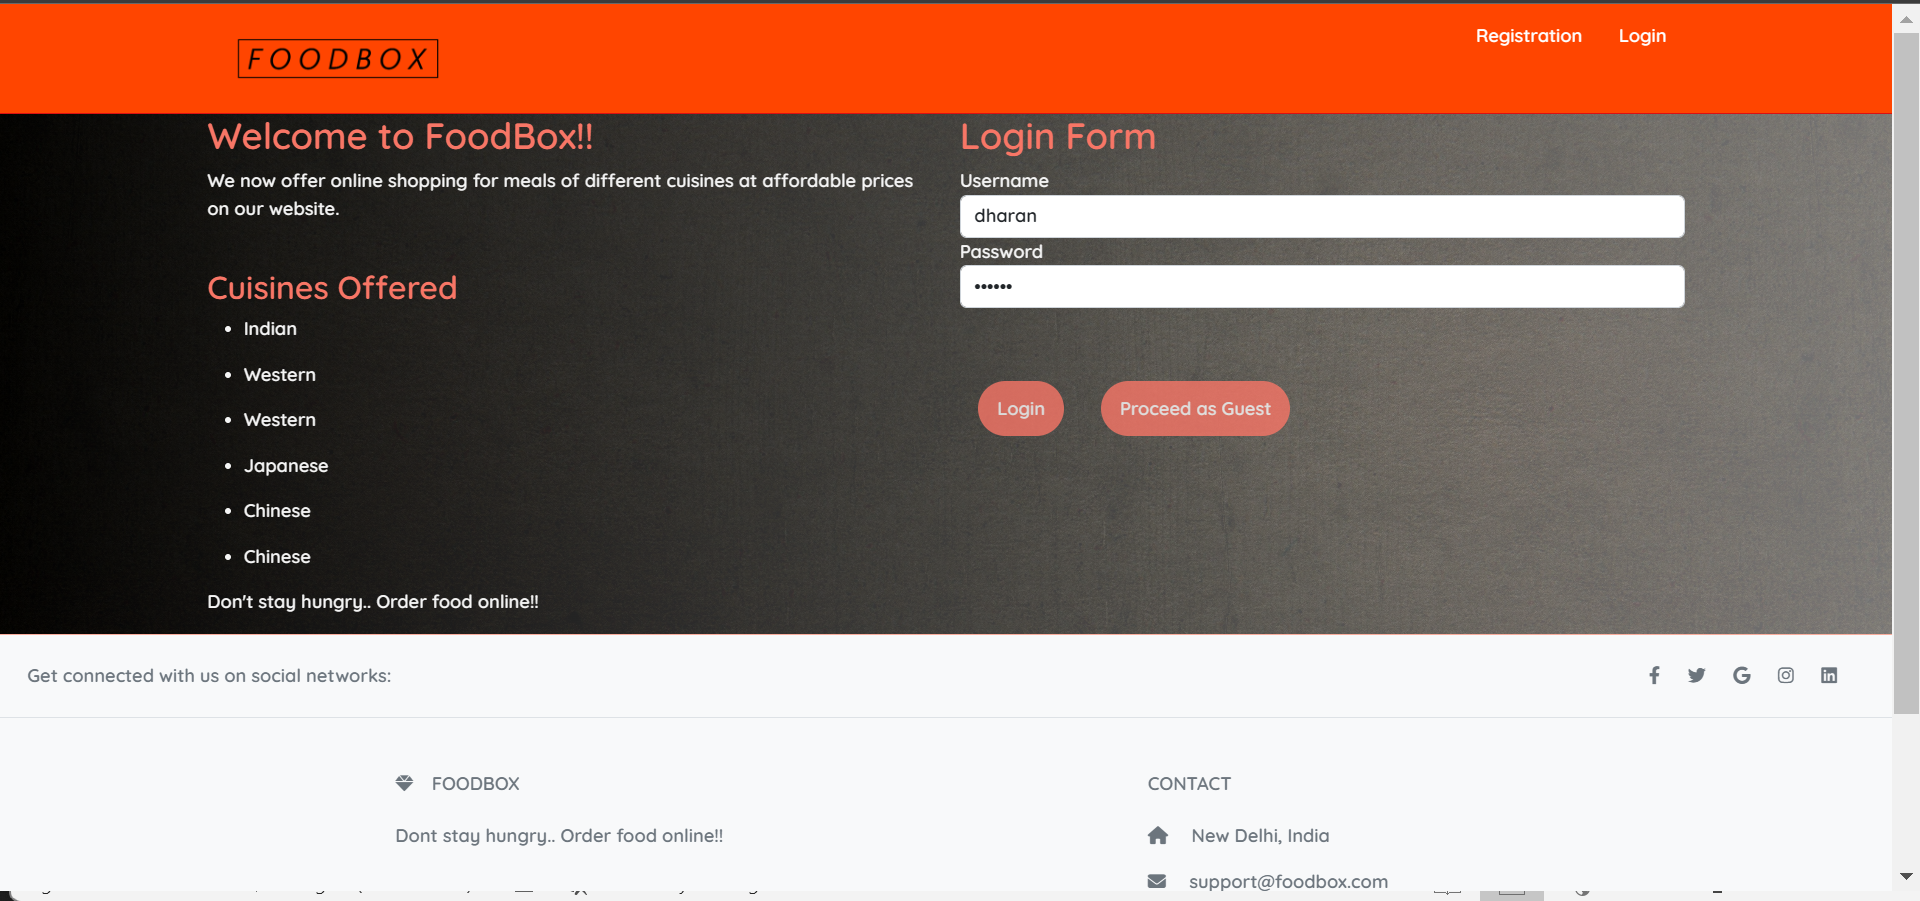 FOODBOX
Registration
Login
Welcome to FoodBox!!
We now offer online shopping for meals of different cuisines at affordable prices
on our website.
Cuisines Offered
Indian
Western
Western
Japanese
Chinese
Chinese
Don't stay hungry.. Order food online!!
Login Form
Username
dharan
Password
••••••
Login
Proceed as Guest
Get connected with us on social networks:
FOODBOX
Dont stay hungry.. Order food online!!
CONTACT
New Delhi, India
support@foodbox.com